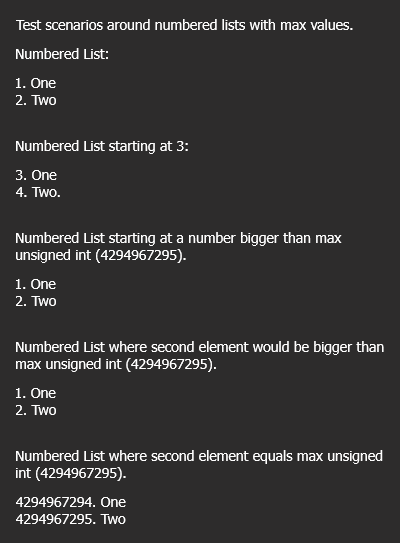 Test scenarios around numbered lists with max values.
Numbered List:
1. One
2. Two
Numbered List starting at 3:
3. One
4. Two.
Numbered List starting at a number bigger than max
unsigned int (4294967295).
1. One
2. Two
Numbered List where second element would be bigger than
max unsigned int (4294967295).
1. One
2. Two
Numbered List where second element equals max unsigned
int (4294967295).
4294967294. One
4294967295. Two